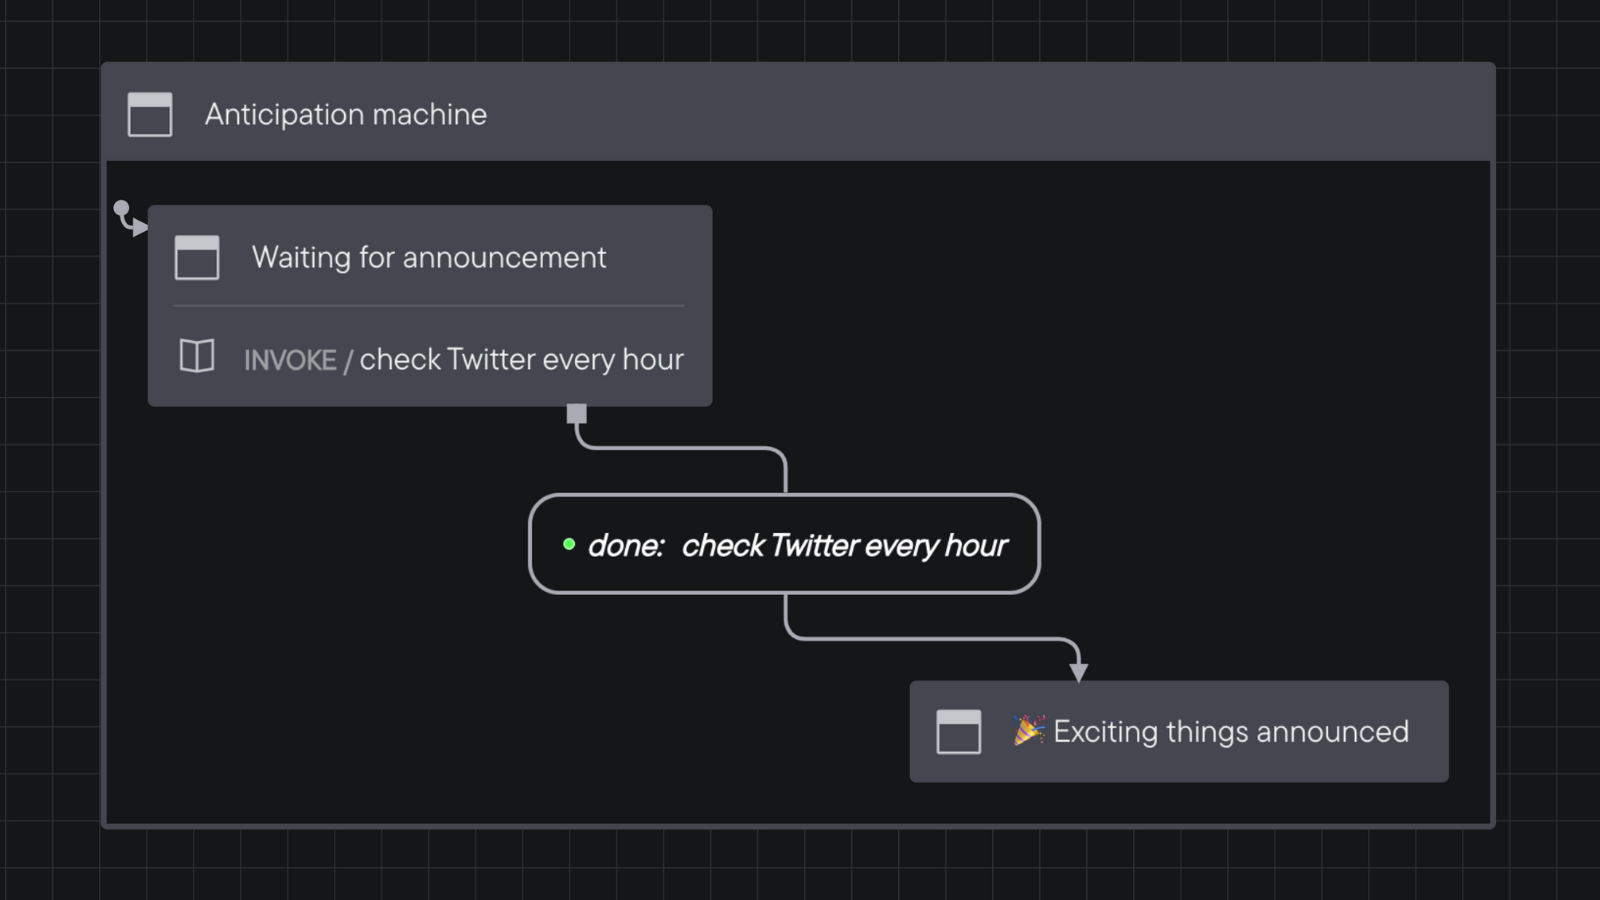 Anticipation machine
Waiting for announcement
INVOKE / check Twitter every hour
done: check Twitter every hour
🎉 Exciting things announced